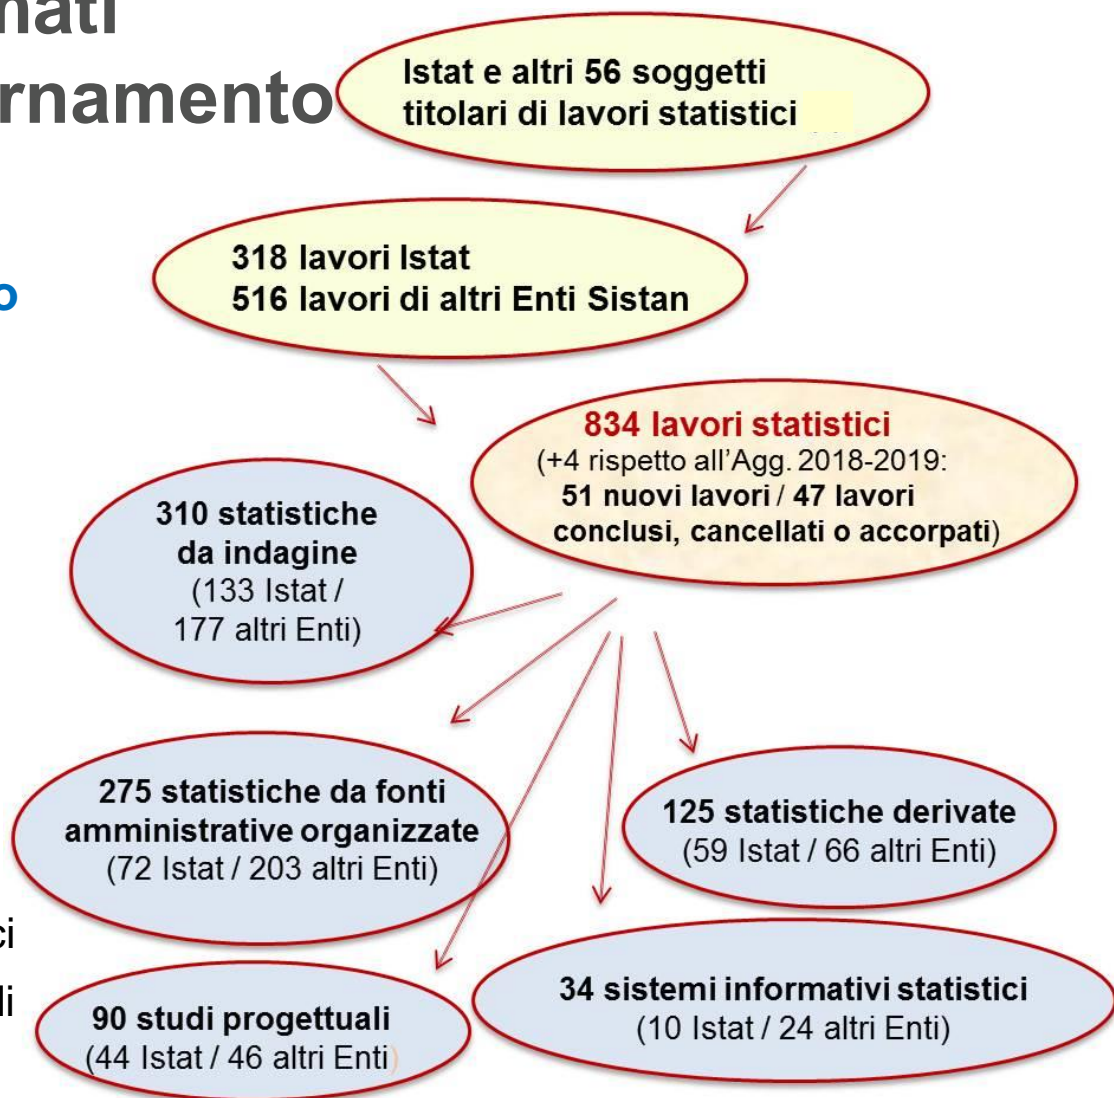 Istat e altri 56 soggetti
titolari di lavori statistici
318 lavori Istat
516 lavori di altri Enti Sistan
834 lavori statistici
(+4 rispetto all'Agg. 2018-2019:
51 nuovi lavori / 47 lavori
conclusi, cancellati o accorpati)
310 statistiche
da indagine
(133 Istat /
177 altri Enti)
275 statistiche da fonti
amministrative organizzate
(72 Istat / 203 altri Enti)
125 statistiche derivate
(59 Istat / 66 altri Enti)
90 studi progettuali
(44 Istat / 46 altri Enti)
34 sistemi informativi statistici
(10 Istat / 24 altri Enti)